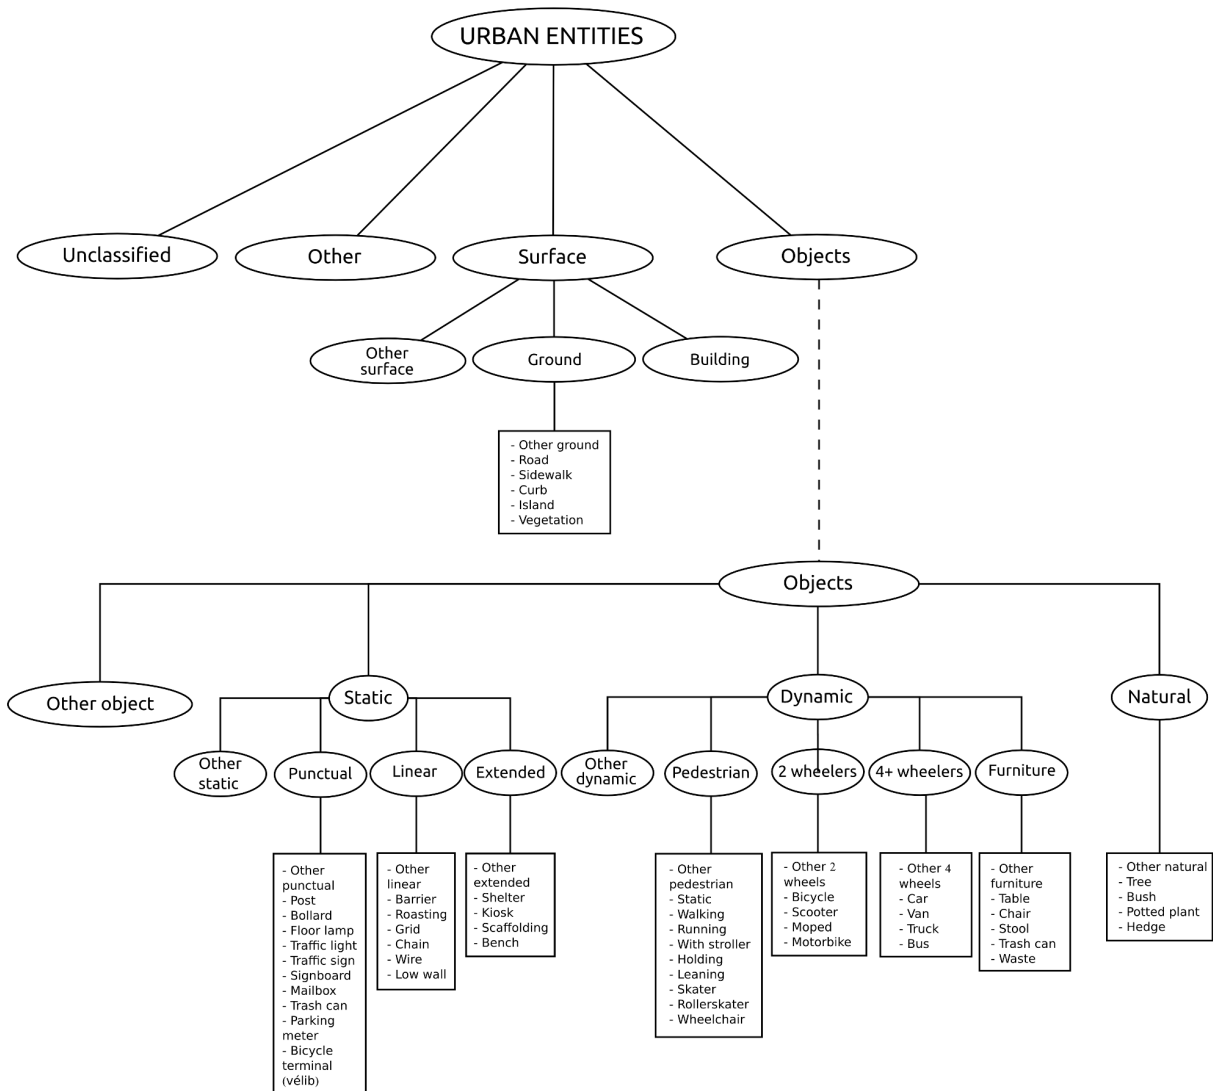 URBAN ENTITIES
Unclassified
Other
Surface
Objects
Other
surface
Ground
Building
- Other ground
- Road
- Sidewalk
- Curb
- Island
- Vegetation
Objects
Other object
Static
Dynamic
Natural
Other
static
Punctual
Linear
Extended
Other
dynamic
Pedestrian
2 wheelers
4+ wheelers
Furniture
- Other
punctual
- Post
- Bollard
- Floor lamp
- Traffic light
- Traffic sign
- Signboard
- Mailbox
- Trash can
- Parking
meter
- Bicycle
terminal
(vélib)
- Other
linear
- Barrier
- Roasting
- Grid
- Chain
- Wire
- Low wall
- Other
extended
- Shelter
- Kiosk
- Scaffolding
- Bench
- Other
pedestrian
- Static
- Walking
- Running
- With stroller
- Holding
- Leaning
- Skater
- Rollerskater
- Wheelchair
- Other 2
wheels
- Bicycle
- Scooter
- Moped
- Motorbike
- Other 4
wheels
- Car
- Van
- Truck
- Bus
- Other
furniture
- Table
- Chair
- Stool
- Trash can
- Waste
- Other natural
- Tree
- Bush
- Potted plant
- Hedge